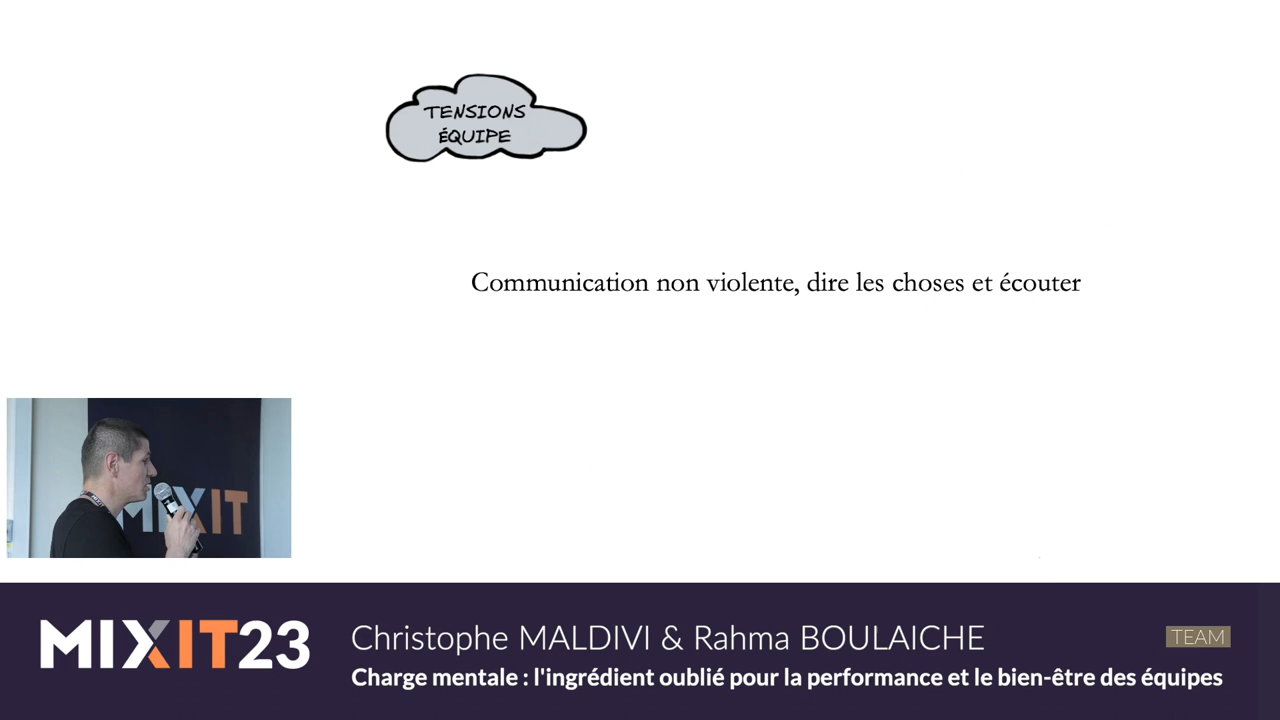 TENSIONS
ÉQUIPE
Communication non violente, dire les choses et écouter
MIXIT
MIXIT23
Christophe MALDIVI & Rahma BOULAICHE
TEAM
Charge mentale : l'ingrédient oublié pour la performance et le bien-être des équipes